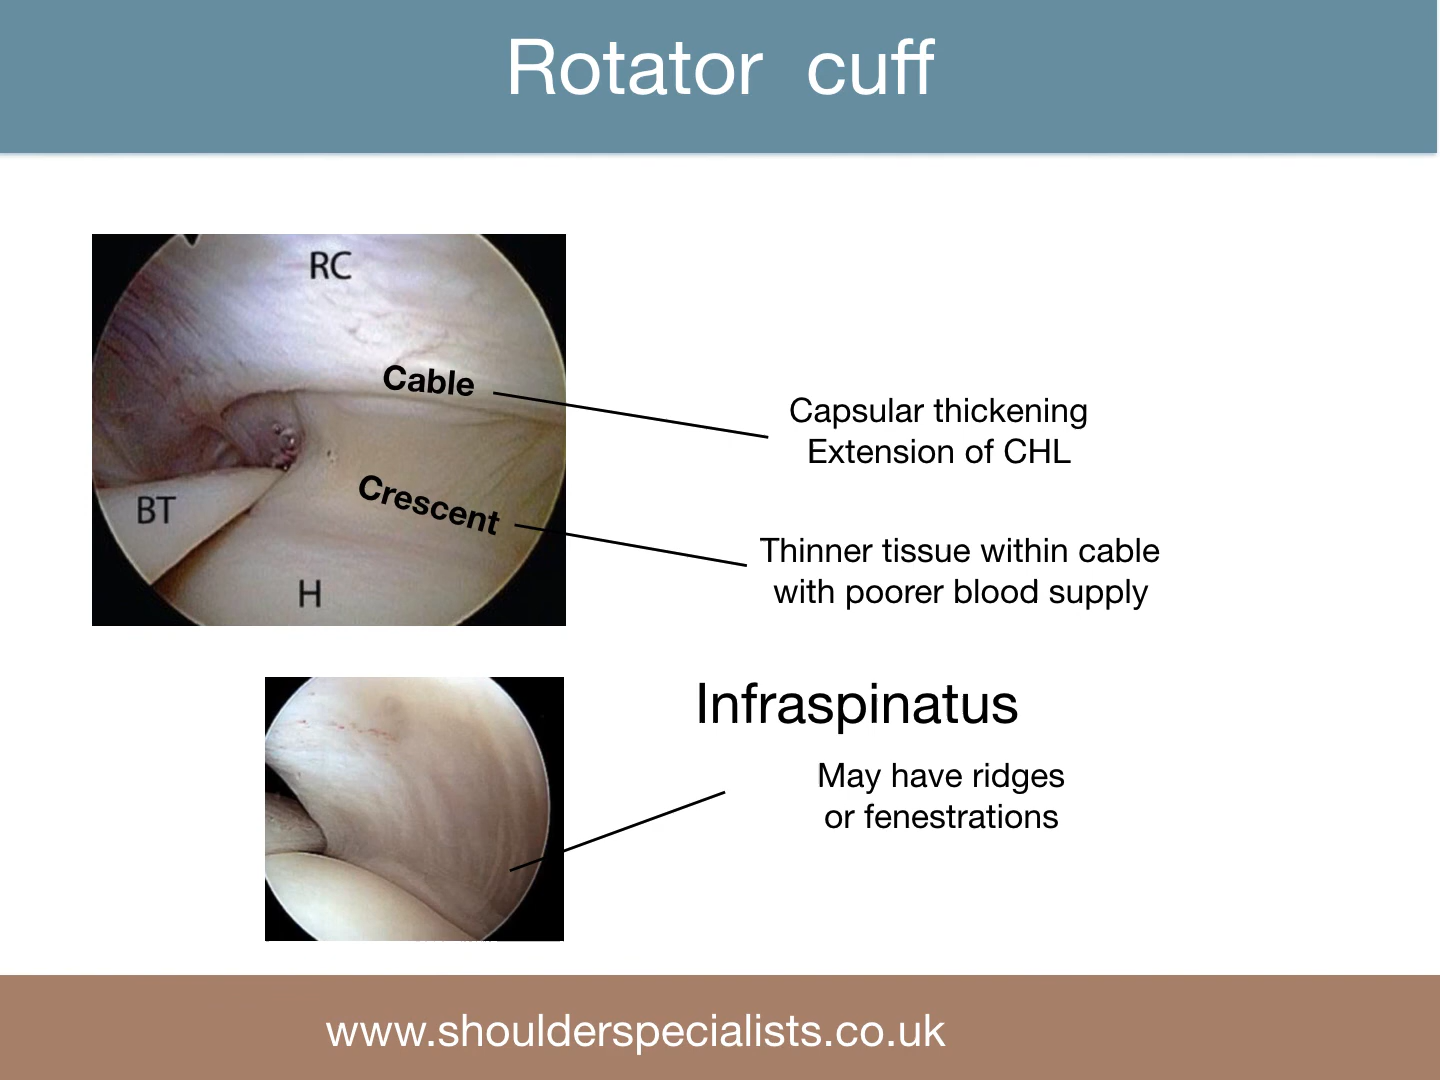 Rotator cuff
RC
Cable
Capsular thickening
Extension of CHL
Crescent
BT
Thinner tissue within cable
with poorer blood supply
H
Infraspinatus
May have ridges
or fenestrations
www.shoulderspecialists.co.uk